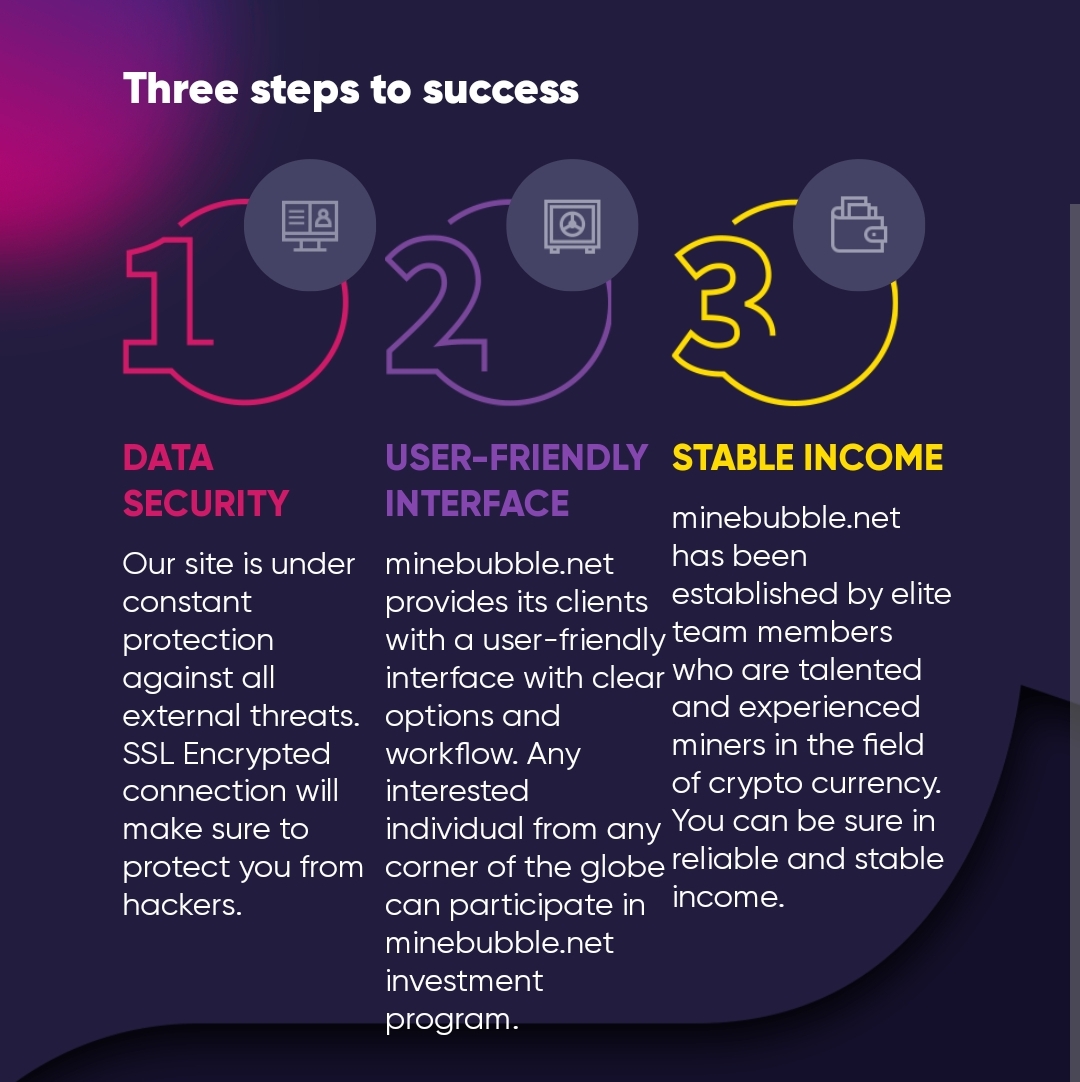 Three steps to success
1
2
3
DATA
SECURITY
Our site is under
constant
protection
against all
external threats.
SSL Encrypted
connection will
make sure to
protect you from
hackers.
USER-FRIENDLY
INTERFACE
minebubble.net
provides its clients
with a user-friendly
interface with clear
options and
workflow. Any
interested
individual from any
corner of the globe
can participate in
minebubble.net
investment
program.
STABLE INCOME
minebubble.net
has been
established by elite
team members
who are talented
and experienced
miners in the field
of crypto currency.
You can be sure in
reliable and stable
income.